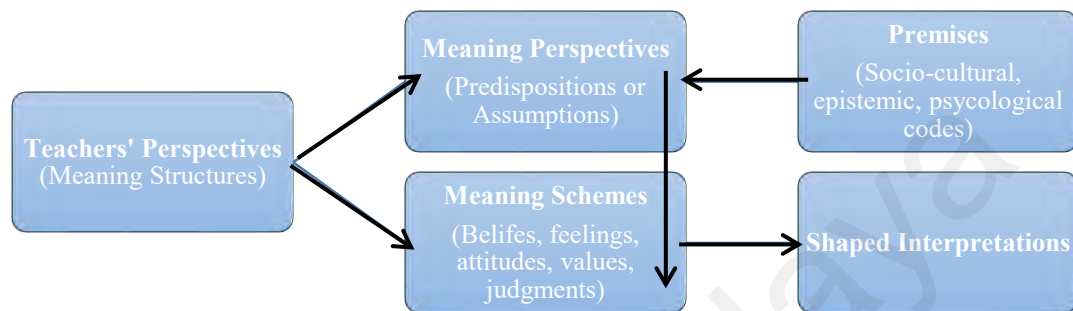 Teachers' Perspectives
(Meaning Structures)
Meaning Perspectives
(Predispositions or
Assumptions)
Premises
(Socio-cultural,
epistemic, psycological
codes)
Meaning Schemes
(Belifes, feelings,
attitudes, values,
judgments)
Shaped Interpretations